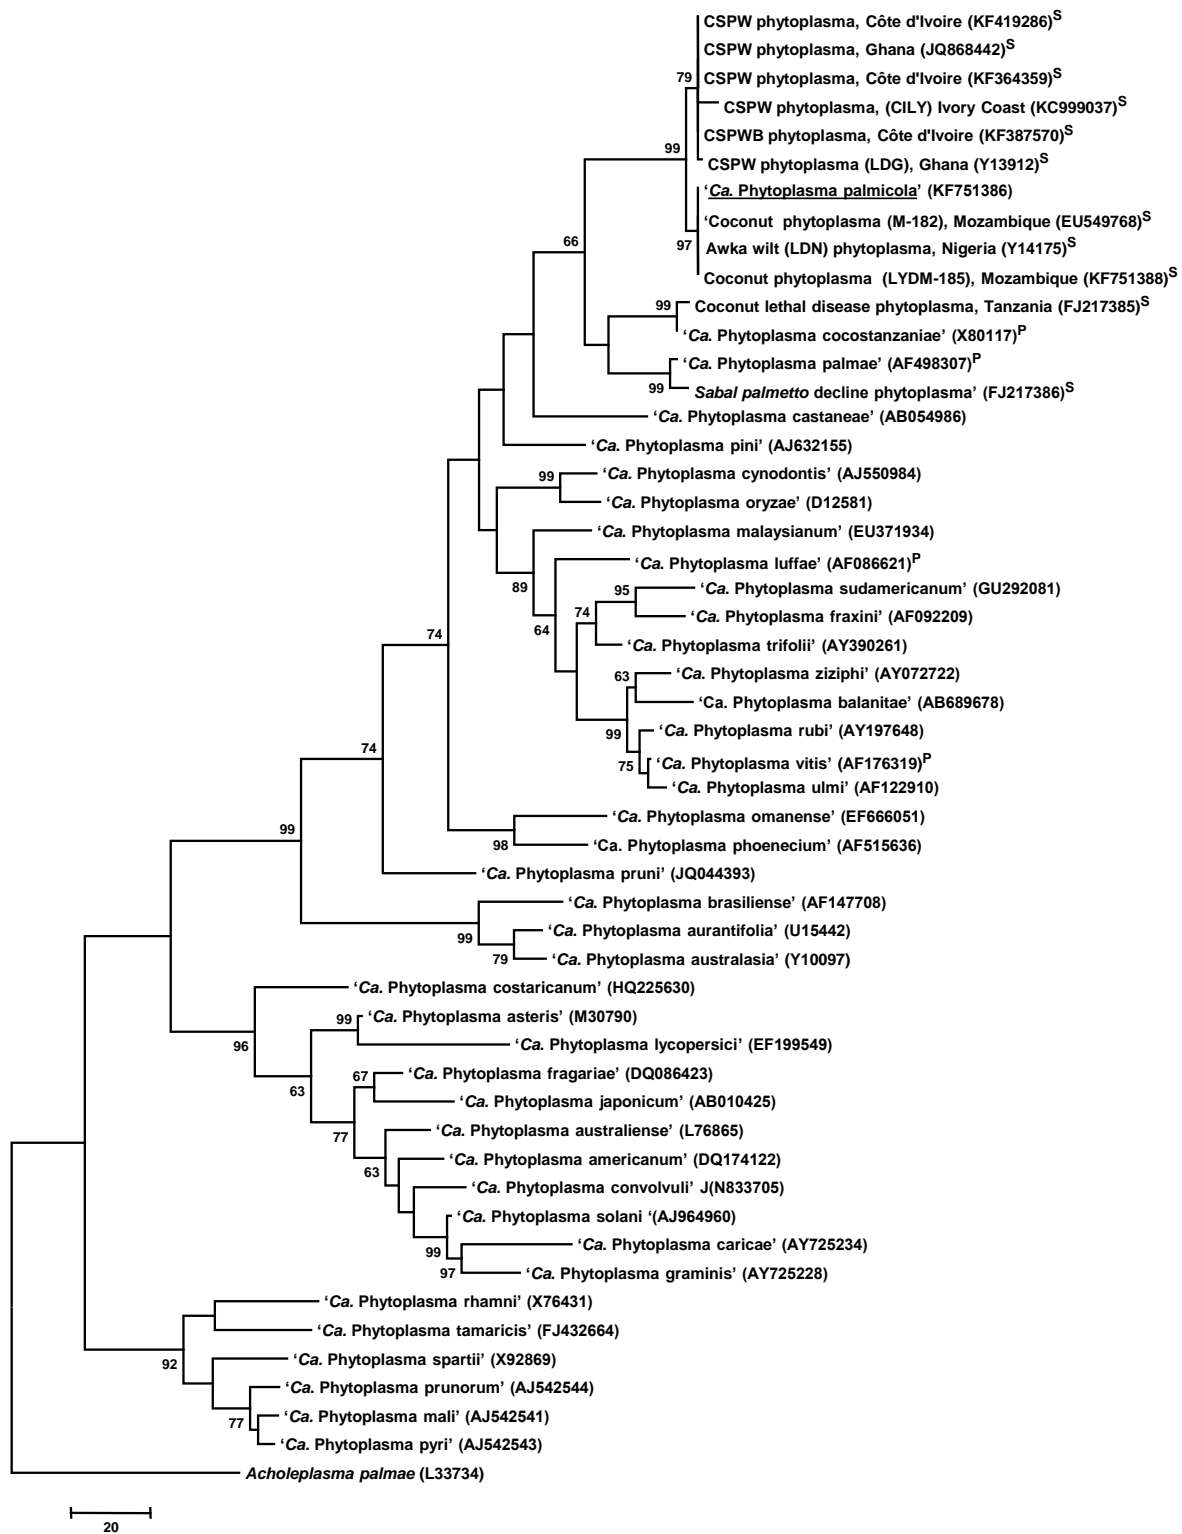 CSPW phytoplasma, Côte d'Ivoire (KF419286)S
CSPW phytoplasma, Ghana (JQ868442)S
79 CSPW phytoplasma, Côte d'Ivoire (KF364359)S
CSPW phytoplasma, (CILY) Ivory Coast (KC999037)S
CSPWB phytoplasma, Côte d'Ivoire (KF387570)S
99 CSPW phytoplasma (LDG), Ghana (Y13912)S
‘Ca. Phytoplasma palmicola’ (KF751386)
‘Coconut phytoplasma (M-182), Mozambique (EU549768)S
66 97 Awka wilt (LDN) phytoplasma, Nigeria (Y14175)S
Coconut phytoplasma (LYDM-185), Mozambique (KF751388)S
99 Coconut lethal disease phytoplasma, Tanzania (FJ217385)S
‘Ca. Phytoplasma cocostanzaniae’ (X80117)P
‘Ca. Phytoplasma palmae’ (AF498307)P
99 Sabal palmetto decline phytoplasma’ (FJ217386)S
‘Ca. Phytoplasma castaneae’ (AB054986)
‘Ca. Phytoplasma pini’ (AJ632155)
99 ‘Ca. Phytoplasma cynodontis’ (AJ550984)
‘Ca. Phytoplasma oryzae’ (D12581)
‘Ca. Phytoplasma malaysianum’ (EU371934)
‘Ca. Phytoplasma luffae’ (AF086621)P
89 95 ‘Ca. Phytoplasma sudamericanum’ (GU292081)
74 ‘Ca. Phytoplasma fraxini’ (AF092209)
74 64 ‘Ca. Phytoplasma trifolii’ (AY390261)
63 ‘Ca. Phytoplasma ziziphi’ (AY072722)
‘Ca. Phytoplasma balanitae’ (AB689678)
99 ‘Ca. Phytoplasma rubi’ (AY197648)
74 75 ‘Ca. Phytoplasma vitis’ (AF176319)P
‘Ca. Phytoplasma ulmi’ (AF122910)
‘Ca. Phytoplasma omanense’ (EF666051)
99 98 ‘Ca. Phytoplasma phoenecium’ (AF515636)
‘Ca. Phytoplasma pruni’ (JQ044393)
‘Ca. Phytoplasma brasiliense’ (AF147708)
99 ‘Ca. Phytoplasma aurantifolia’ (U15442)
79 ‘Ca. Phytoplasma australasia’ (Y10097)
‘Ca. Phytoplasma costaricanum’ (HQ225630)
99 ‘Ca. Phytoplasma asteris’ (M30790)
96 ‘Ca. Phytoplasma lycopersici’ (EF199549)
67 ‘Ca. Phytoplasma fragariae’ (DQ086423)
63 ‘Ca. Phytoplasma japonicum’ (AB010425)
77 ‘Ca. Phytoplasma australiense’ (L76865)
63 ‘Ca. Phytoplasma americanum’ (DQ174122)
‘Ca. Phytoplasma convolvuli’ J(N833705)
‘Ca. Phytoplasma solani ‘(AJ964960)
99 ‘Ca. Phytoplasma caricae’ (AY725234)
97 ‘Ca. Phytoplasma graminis’ (AY725228)
‘Ca. Phytoplasma rhamni’ (X76431)
‘Ca. Phytoplasma tamaricis’ (FJ432664)
92 ‘Ca. Phytoplasma spartii’ (X92869)
‘Ca. Phytoplasma prunorum’ (AJ542544)
77 ‘Ca. Phytoplasma mali’ (AJ542541)
‘Ca. Phytoplasma pyri’ (AJ542543)
Acholeplasma palmae (L33734)
20